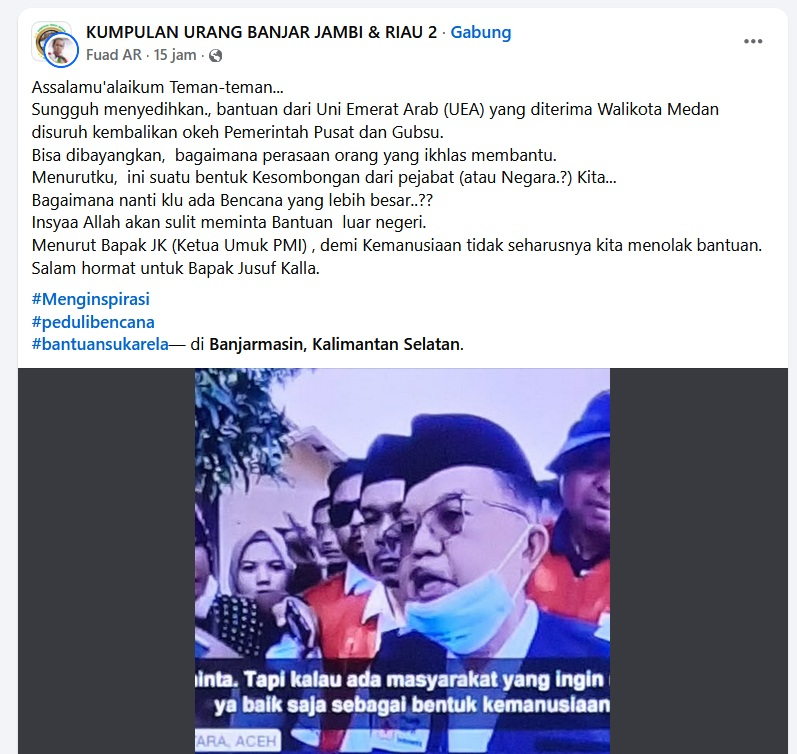 KUMPULAN URANG BANJAR JAMBI & RIAU 2 · Gabung
Fuad AR · 15 jam ·
Assalamu'alaikum Teman-teman...
Sungguh menyedihkan., bantuan dari Uni Emerat Arab (UEA) yang diterima Walikota Medan
disuruh kembalikan okeh Pemerintah Pusat dan Gubsu.
Bisa dibayangkan, bagaimana perasaan orang yang ikhlas membantu.
Menurutku, ini suatu bentuk Kesombongan dari pejabat (atau Negara.?) Kita...
Bagaimana nanti klu ada Bencana yang lebih besar..??
Insyaa Allah akan sulit meminta Bantuan luar negeri.
Menurut Bapak JK (Ketua Umuk PMI) , demi Kemanusiaan tidak seharusnya kita menolak bantuan.
Salam hormat untuk Bapak Jusuf Kalla.
#Menginspirasi
#pedulibencana
#bantuansukarela— di Banjarmasin, Kalimantan Selatan.
inta. Tapi kalau ada masyarakat yang ingin
ya baik saja sebagai bentuk kemanusiaan
ARA, ACEH